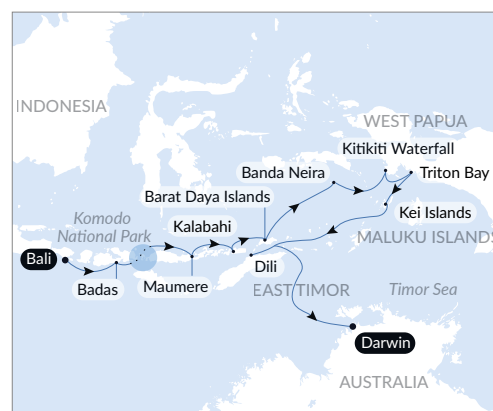 INDONESIA
WEST PAPUA
Kitikiti Waterfall
Banda Neira
Triton Bay
Barat Daya Islands
Kei Islands
Komodo
National Park
Kalabahi
MALUKU ISLANDS
Bali
Dili
Badas
Maumere
EAST TIMOR
Timor Sea
Darwin
AUSTRALIA